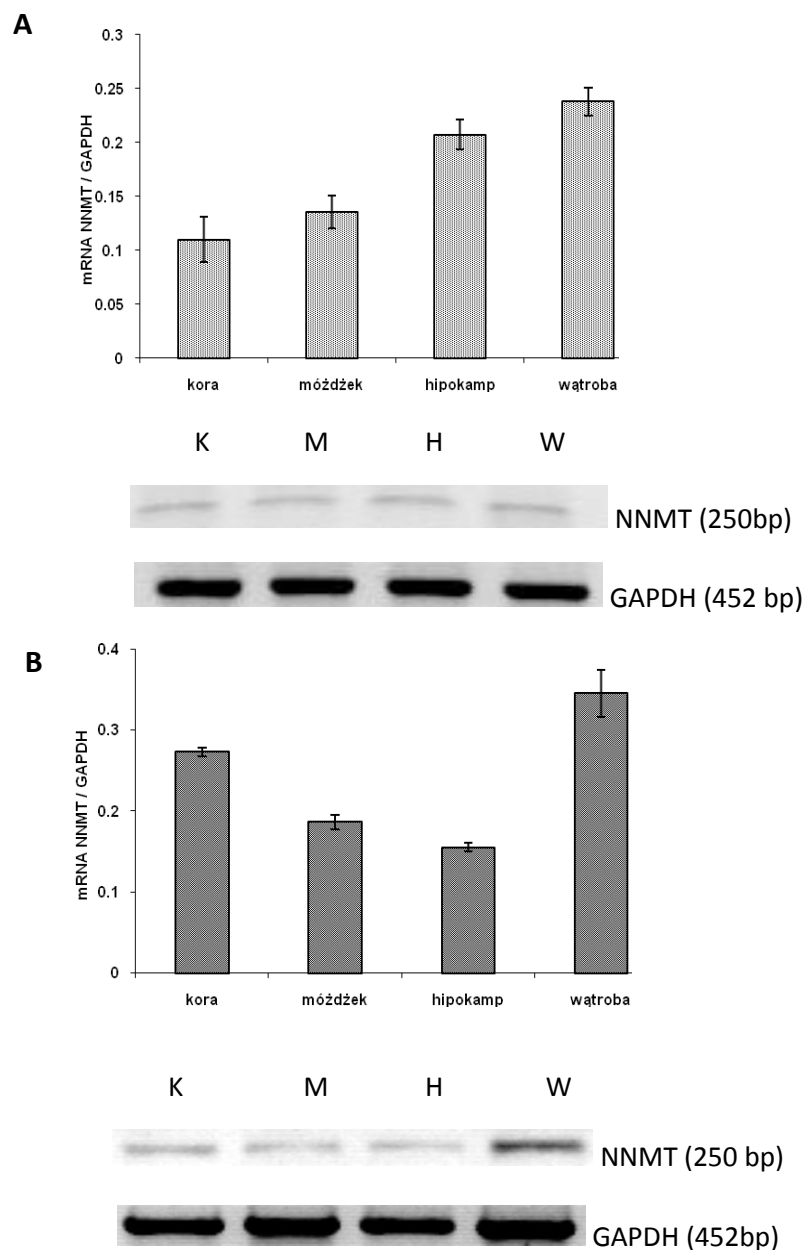 A
mRNA NNMT / GAPDH
0.3
0.25
0.2
0.15
0.1
0.05
0
kora móżdżek hipokamp wątroba
K M H W
NNMT (250bp)
GAPDH (452 bp)
B
mRNA NNMT / GAPDH
0.4
0.3
0.2
0.1
0
kora móżdżek hipokamp wątroba
K M H W
NNMT (250 bp)
GAPDH (452bp)